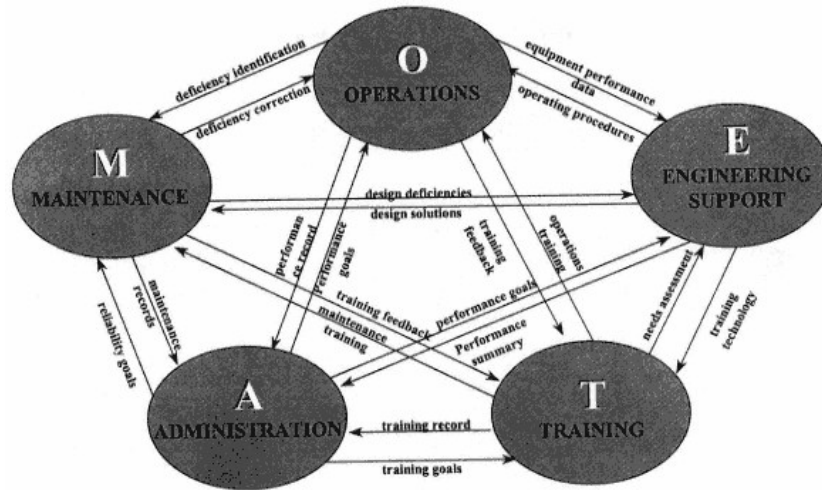 O
OPERATIONS
deficiency identification
deficiency correction
equipment performance
data
operating procedures
M
MAINTENANCE
E
ENGINEERING
SUPPORT
design deficiencies
design solutions
performan
ce record
Performance
goals
training
feedback
operations
training
maintenance
records
reliability goals
training feedback
maintenance
training
performance goals
Performance
summary
needs assessment
training
technology
A
ADMINISTRATION
T
TRAINING
training record
training goals